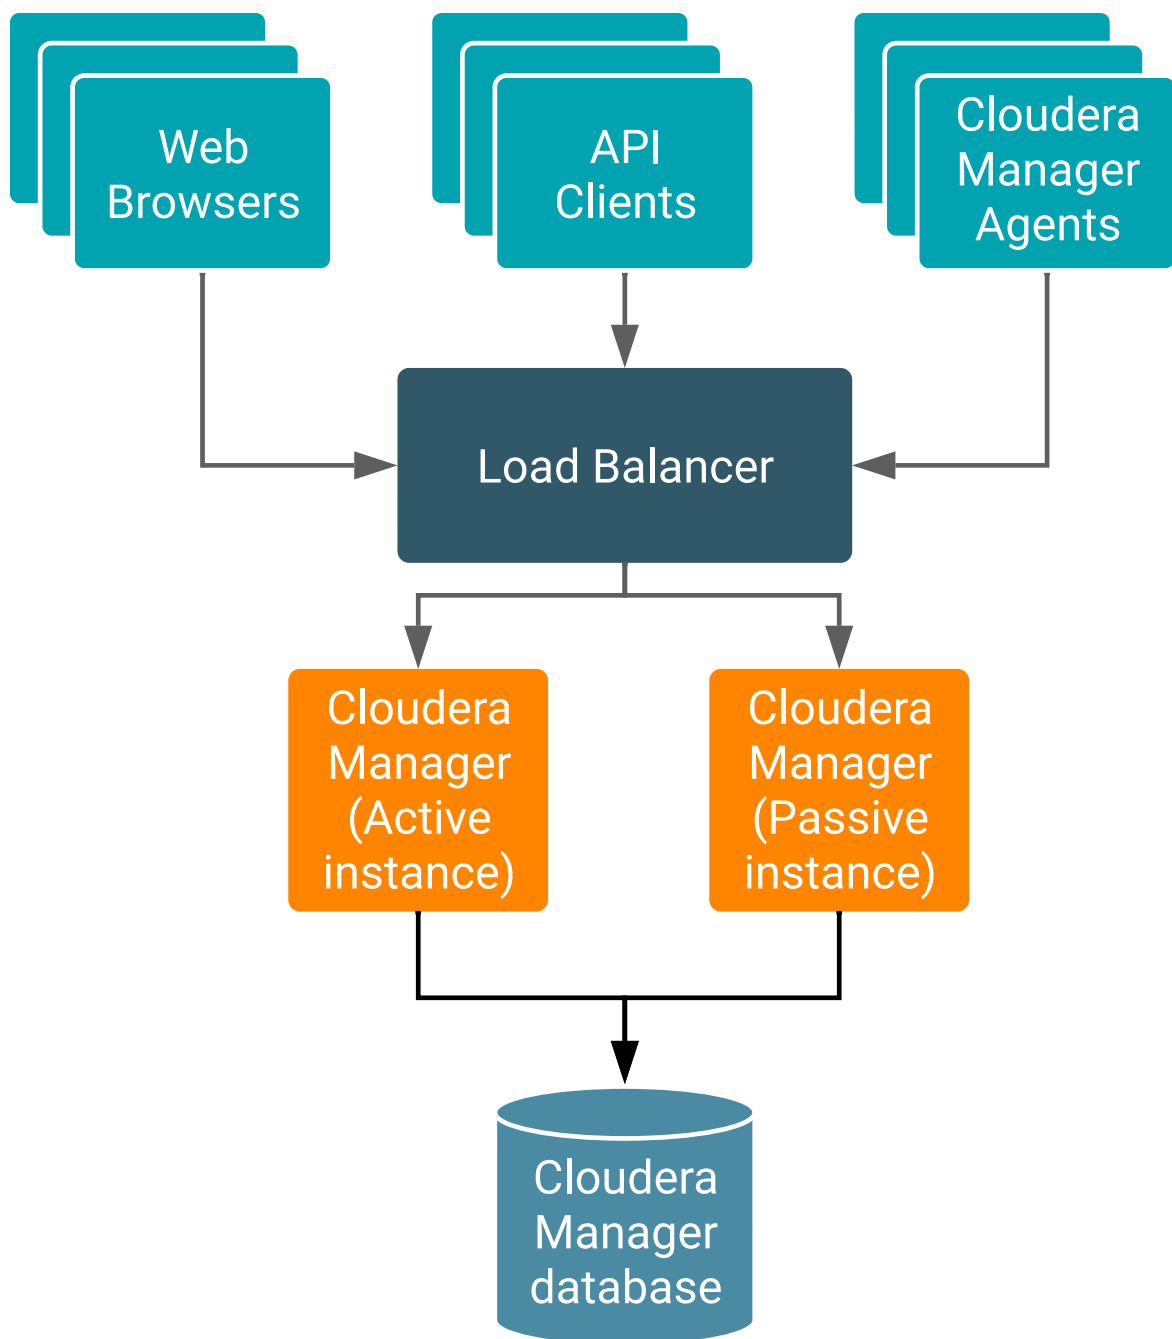 Web
Browsers
API
Clients
Cloudera
Manager
Agents
Load Balancer
Cloudera
Manager
(Active
instance)
Cloudera
Manager
(Passive
instance)
Cloudera
Manager
database